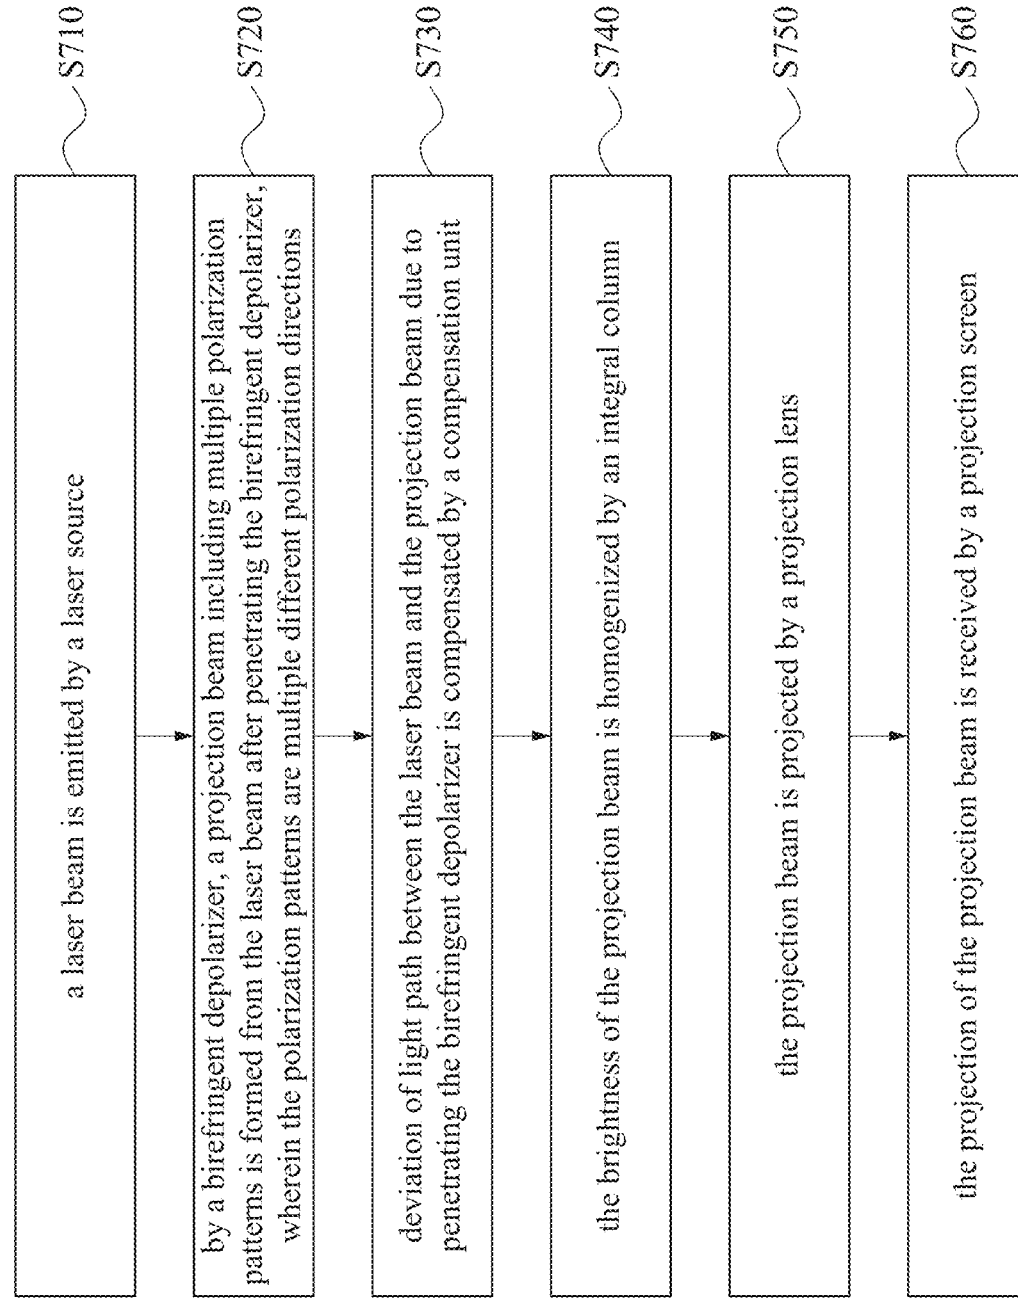 a laser beam is emitted by a laser source
S710
by a birefringent depolarizer, a projection beam including multiple polarization
patterns is formed from the laser beam after penetrating the birefringent depolarizer,
wherein the polarization patterns are multiple different polarization directions
S720
deviation of light path between the laser beam and the projection beam due to
penetrating the birefringent depolarizer is compensated by a compensation unit
S730
the brightness of the projection beam is homogenized by an integral column
S740
the projection beam is projected by a projection lens
S750
the projection of the projection beam is received by a projection screen
S760